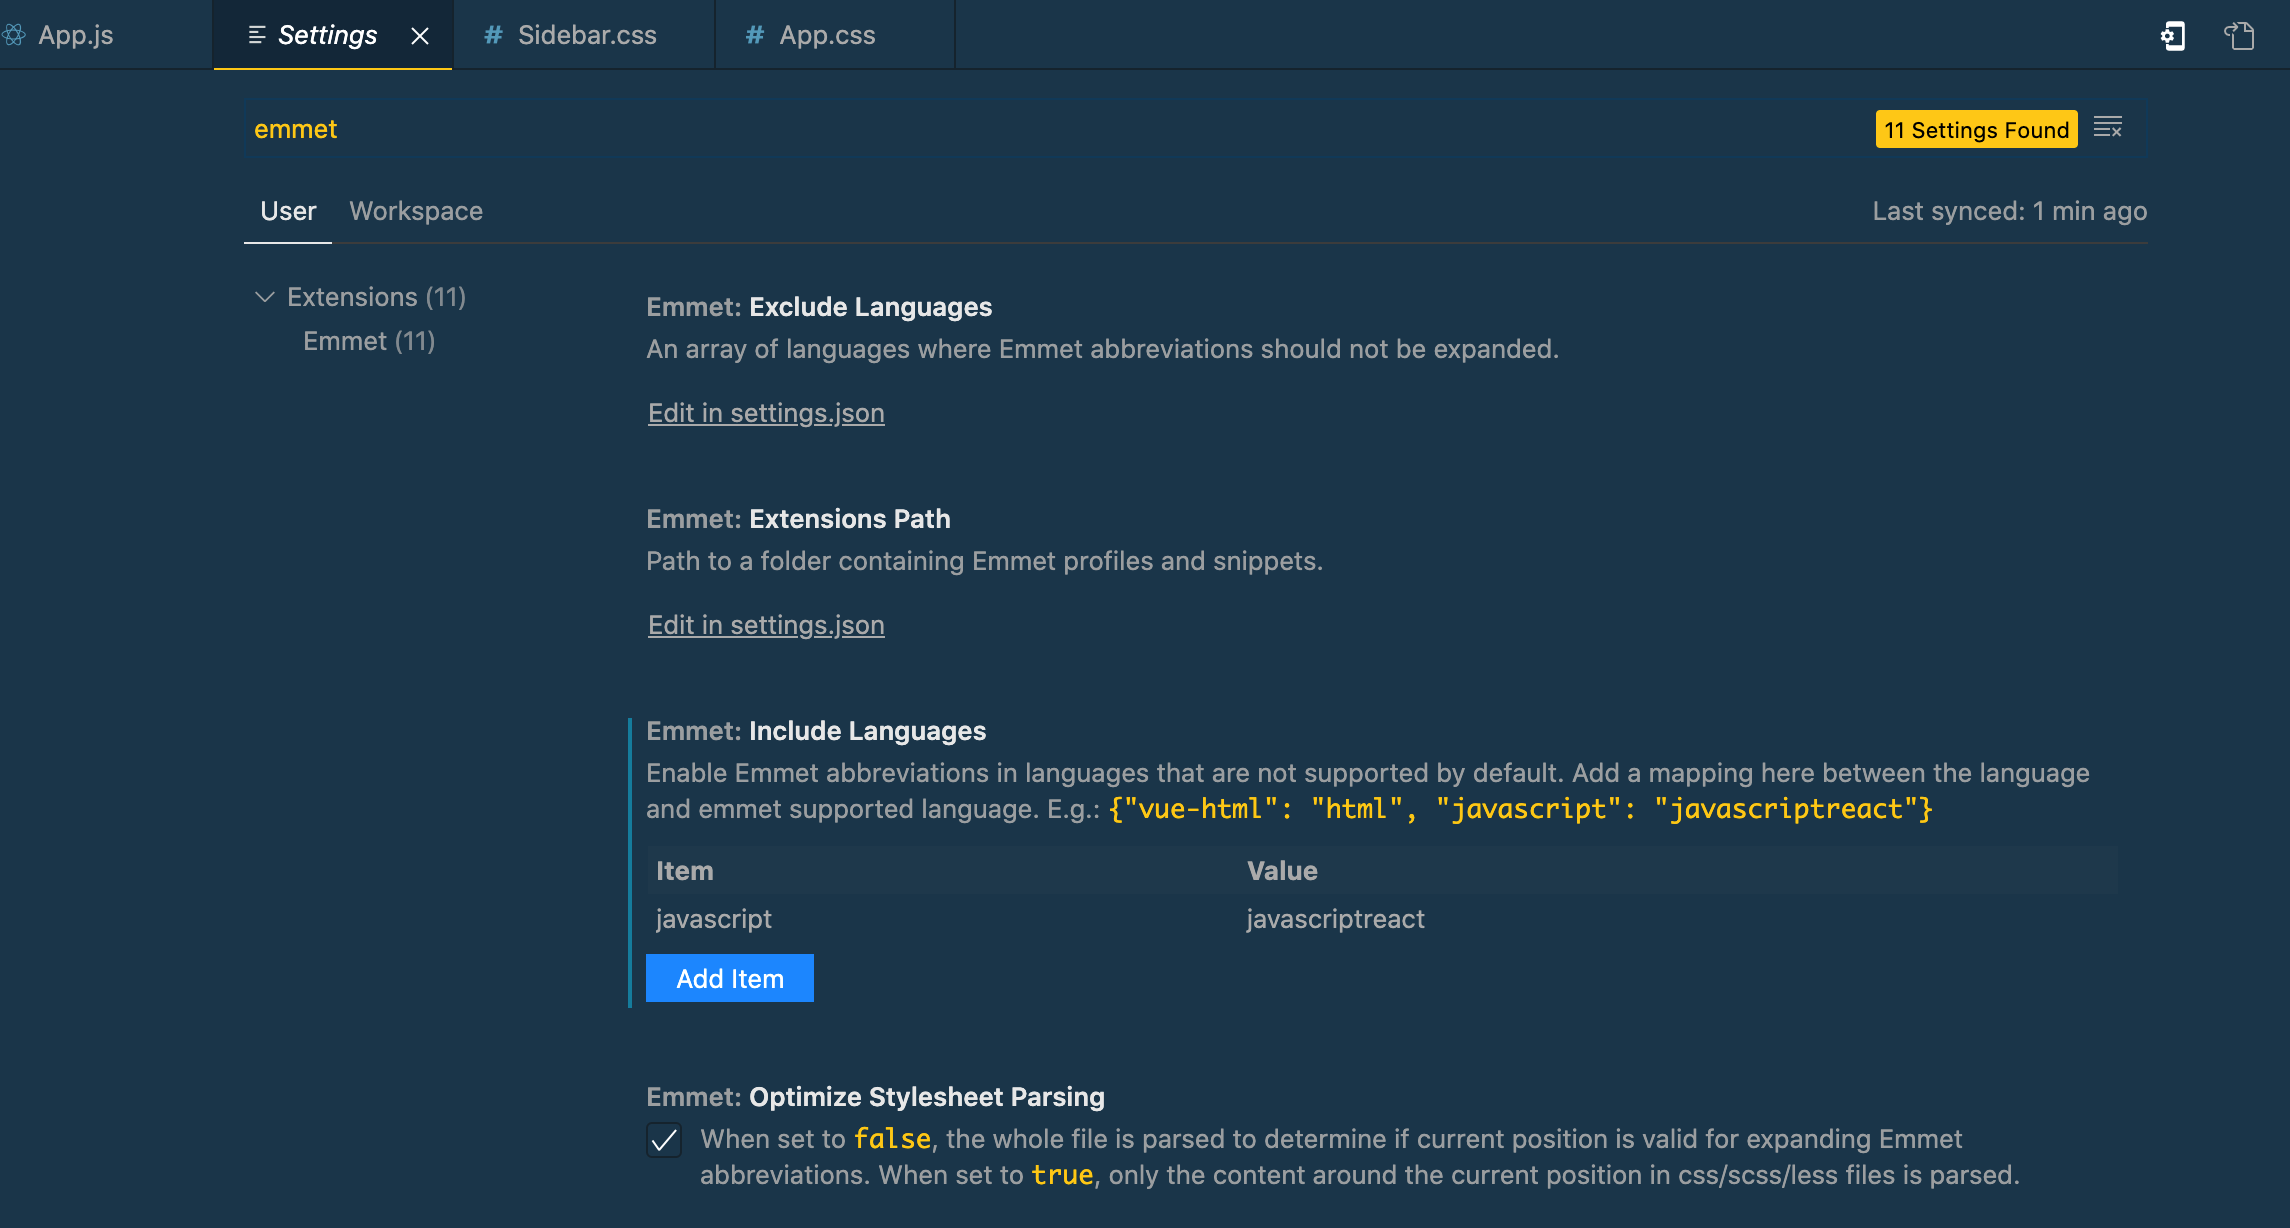 App.js
Settings
# Sidebar.css
# App.css
emmet
11 Settings Found
User
Workspace
Last synced: 1 min ago
Extensions (11)
Emmet (11)
Emmet: Exclude Languages
An array of languages where Emmet abbreviations should not be expanded.
Edit in settings.json
Emmet: Extensions Path
Path to a folder containing Emmet profiles and snippets.
Edit in settings.json
Emmet: Include Languages
Enable Emmet abbreviations in languages that are not supported by default. Add a mapping here between the language
and emmet supported language. E.g.: {"vue-html": "html", "javascript": "javascriptreact"}
Item Value
javascript javascriptreact
Add Item
Emmet: Optimize Stylesheet Parsing
When set to false, the whole file is parsed to determine if current position is valid for expanding Emmet
abbreviations. When set to true, only the content around the current position in css/scss/less files is parsed.